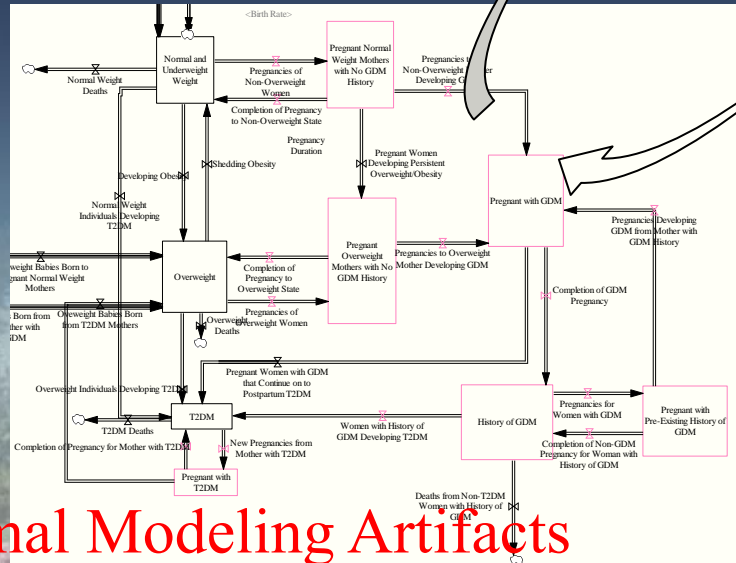 <Birth Rate>
Normal and
Underweight
Weight
Pregnant Normal
Weight Mothers
with No GDM
History
Normal Weight
Deaths
Pregnancies of
Non-Overweight
Women
Completion of Pregnancy
to Non-Overweight State
Pregnancies to
Non-Overweight
Developing
Pregnancy
Duration
Pregnant Women
Developing Persistent
Overweight/Obesity
Shedding Obesity
Developing
Normal Weight
Individuals Developing
T2DM
Pregnant with GDM
Pregnancies Developing
GDM from Mother with
GDM History
Pregnant
Overweight
Mothers with No
GDM History
Pregnancies to Overweight
Mother Developing GDM
Babies Born to
Normal Weight
Mothers
Overweight
Completion of
Pregnancy to
Overweight State
Pregnancies of
Overweight Women
Completion of GDM
Pregnancy
Born from
with
Overweight Babies Born
from T2DM Mothers
Overweight
Deaths
Pregnant Women with GDM
that Continue on to
Postpartum T2DM
Overweight Individuals Developing T2DM
T2DM
T2DM Deaths
Women with History of
GDM Developing T2DM
History of GDM
Pregnancies for
Women with GDM
Pregnant with
Pre-Existing History of
GDM
Completion of Non-GDM
Pregnancy for Woman with
History of GDM
Completion of Pregnancy for Mother with T2DM
New Pregnancies from
Mother with T2DM
Pregnant with
T2DM
Deaths from Non-T2DM
Women with History of
GDM
Modeling Artifacts